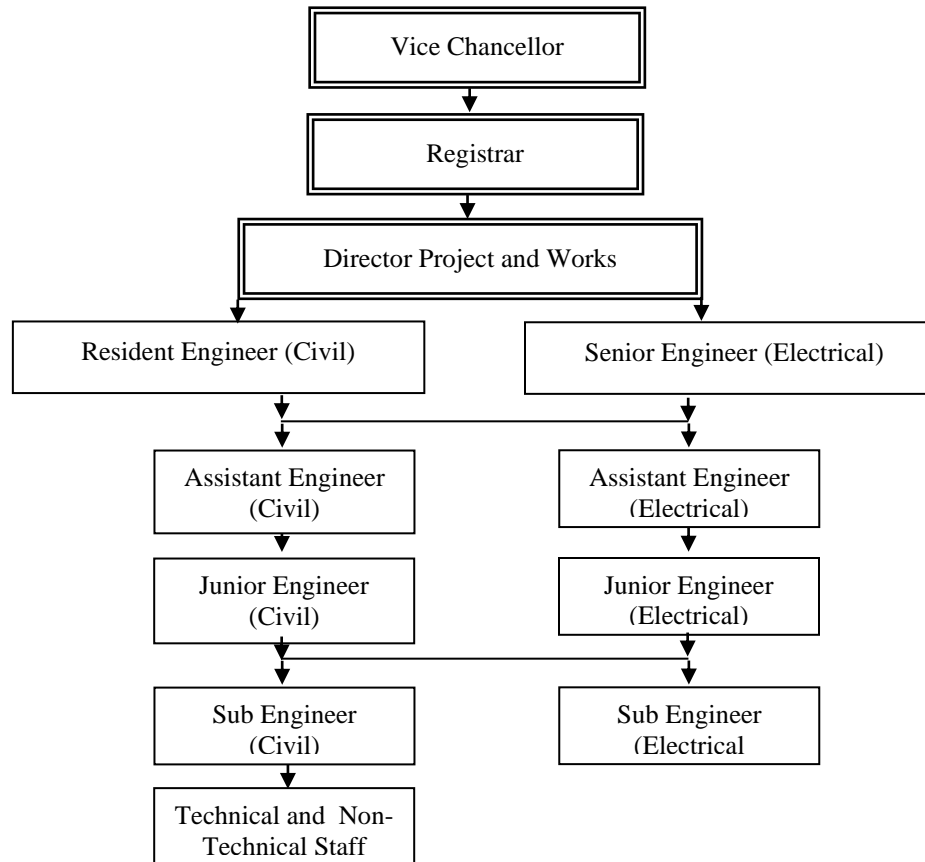 Vice Chancellor
Registrar
Director Project and Works
Resident Engineer (Civil)
Senior Engineer (Electrical)
Assistant Engineer
(Civil)
Assistant Engineer
(Electrical)
Junior Engineer
(Civil)
Junior Engineer
(Electrical)
Sub Engineer
(Civil)
Sub Engineer
(Electrical
Technical and  Non-
Technical Staff